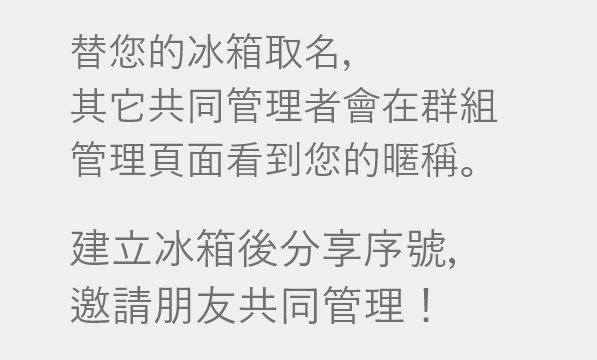 替您的冰箱取名,
其它共同管理者會在群組
管理頁面看到您的暱稱。
建立冰箱後分享序號,
邀請朋友共同管理！